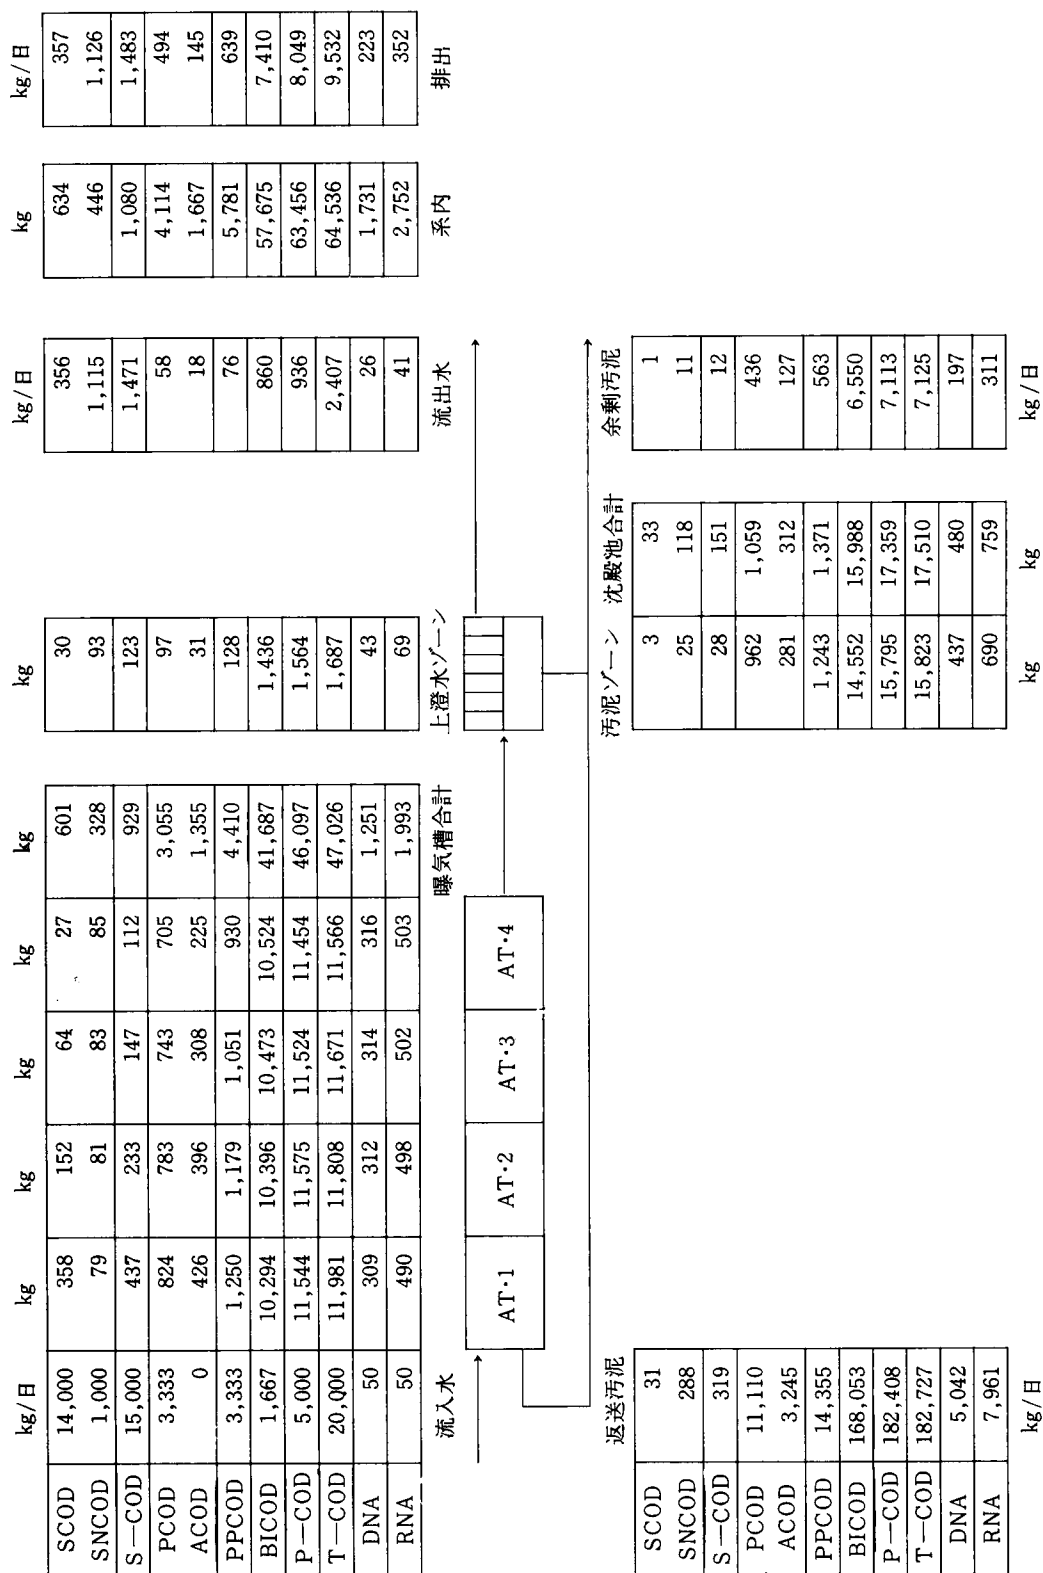 kg/日 kg kg kg kg kg kg kg/日 kg kg/日
SCOD 14,000 358 152 64 27 601 30 356 634 357
SNCOD 1,000 79 81 83 85 328 93 1,115 446 1,126
S-COD 15,000 437 233 147 112 929 123 1,471 1,080 1,483
PCOD 3,333 824 783 743 705 3,055 97 58 4,114 494
ACOD 0 426 396 308 225 1,355 31 18 1,667 145
PPCOD 3,333 1,250 1,179 1,051 930 4,410 128 76 5,781 639
BICOD 1,667 10,294 10,396 10,473 10,524 41,687 1,436 860 57,675 7,410
P-COD 5,000 11,544 11,575 11,524 11,454 46,097 1,564 936 63,456 8,049
T-COD 20,000 11,981 11,808 11,671 11,566 47,026 1,687 2,407 64,536 9,532
DNA 50 309 312 314 316 1,251 43 26 1,731 223
RNA 50 490 498 502 503 1,993 69 41 2,752 352
流入水 曝気槽合計 上澄水ゾーン 流出水 系内 排出
AT・1 AT・2 AT・3 AT・4
返送汚泥 汚泥ゾーン 沈殿池合計 余剰汚泥
SCOD 31 3 33 1
SNCOD 288 25 118 11
S-COD 319 28 151 12
PCOD 11,110 962 1,059 436
ACOD 3,245 281 312 127
PPCOD 14,355 1,243 1,371 563
BICOD 168,053 14,552 15,988 6,550
P-COD 182,408 15,795 17,359 7,113
T-COD 182,727 15,823 17,510 7,125
DNA 5,042 437 480 197
RNA 7,961 690 759 311
kg/日 kg kg kg/日